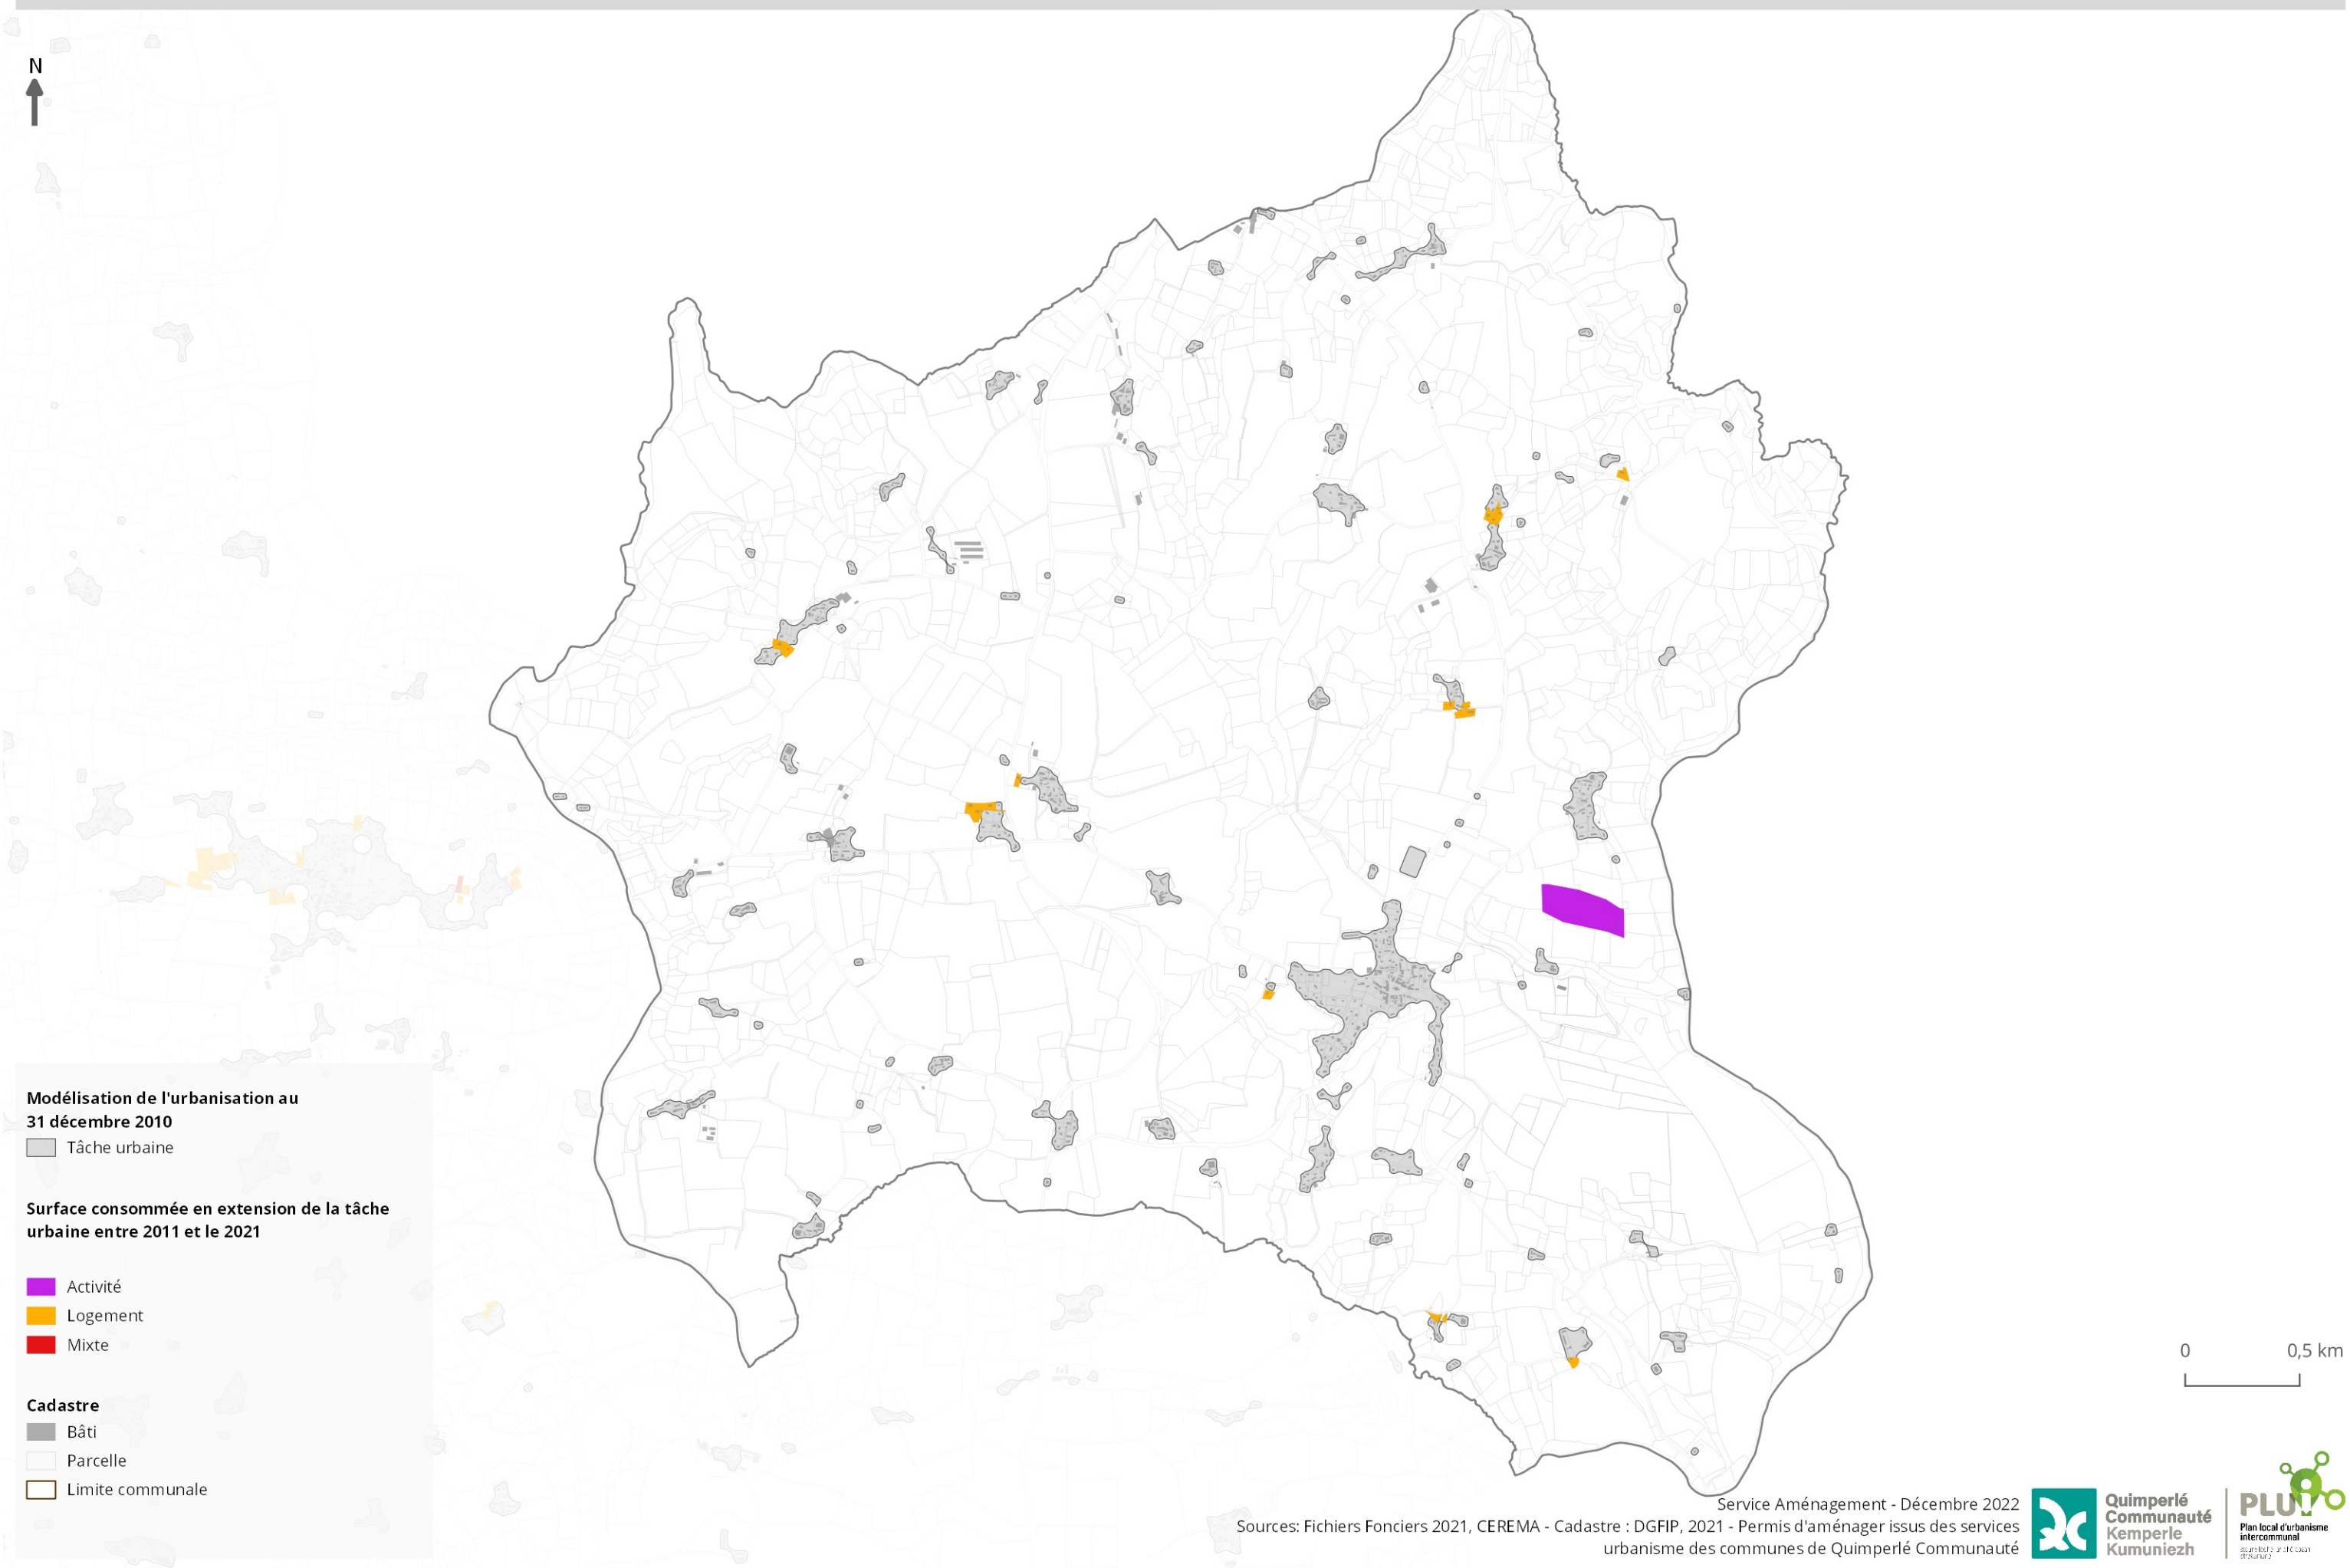 N
Modélisation de l'urbanisation au
31 décembre 2010
Tâche urbaine
Surface consommée en extension de la tâche
urbaine entre 2011 et le 2021
Activité
Logement
Mixte
Cadastre
Bâti
Parcelle
Limite communale
0 0,5 km
Service Aménagement - Décembre 2022
Sources: Fichiers Fonciers 2021, CEREMA - Cadastre : DGFIP, 2021 - Permis d'aménager issus des services
urbanisme des communes de Quimperlé Communauté
Quimperlé
Communauté
Kemperle
Kumuniezh
PLUi
Plan local d'urbanisme
intercommunal